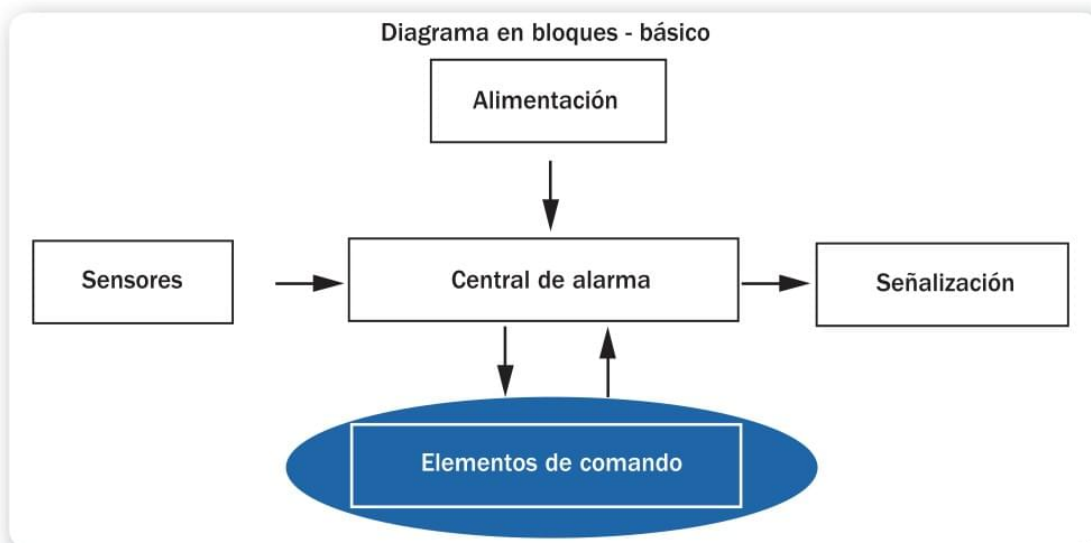 Diagrama en bloques - básico
Alimentación
Sensores
Central de alarma
Señalización
Elementos de comando